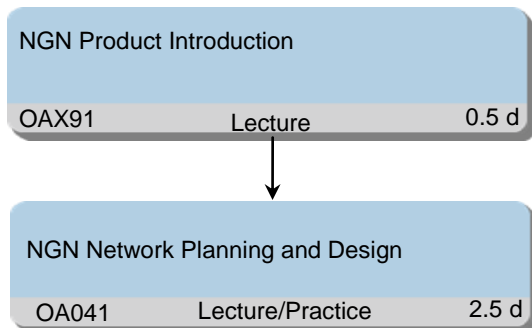 NGN Product Introduction
OAX91 Lecture 0.5 d
NGN Network Planning and Design
OA041 Lecture/Practice 2.5 d